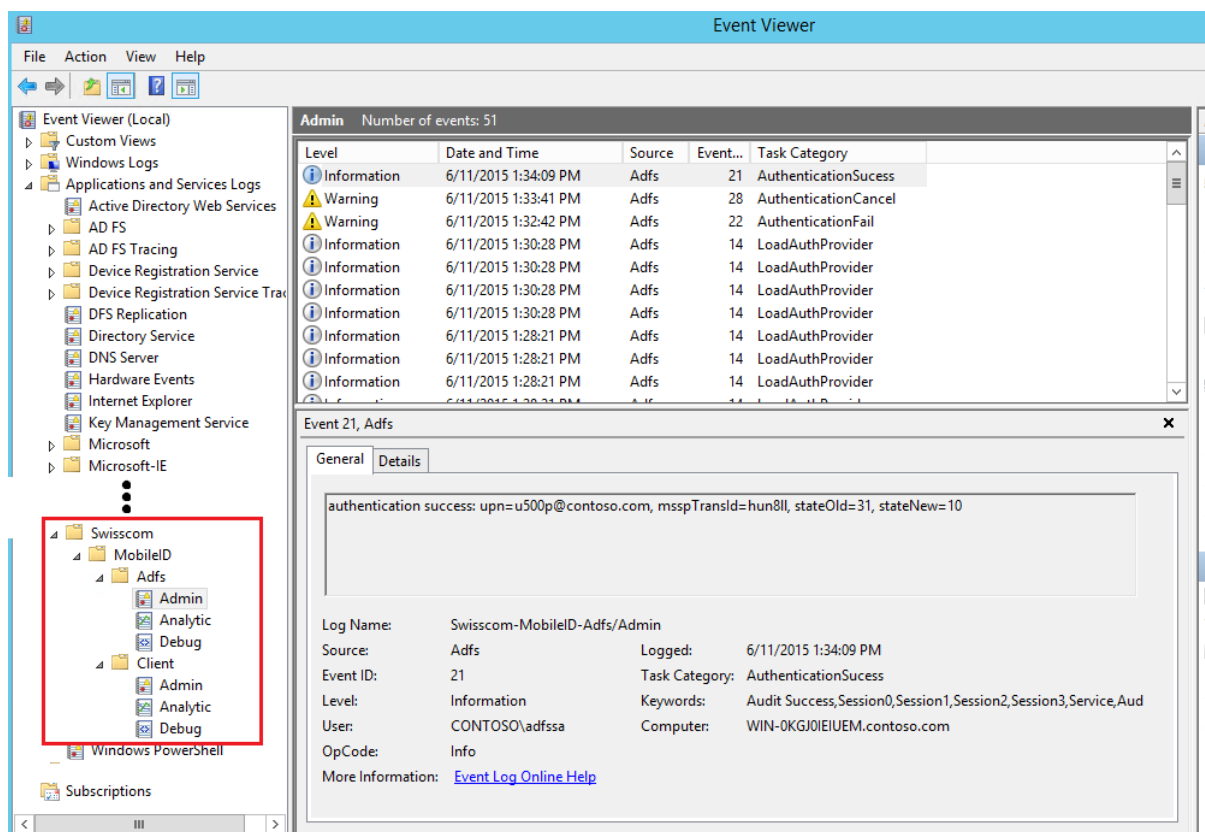 Event Viewer
File Action View Help
Event Viewer (Local)
Custom Views
Windows Logs
Applications and Services Logs
Active Directory Web Services
AD FS
AD FS Tracing
Device Registration Service
Device Registration Service Tra
DFS Replication
Directory Service
DNS Server
Hardware Events
Internet Explorer
Key Management Service
Microsoft
Microsoft-IE
Swisscom
MobileID
Adfs
Admin
Analytic
Debug
Client
Admin
Analytic
Debug
Windows PowerShell
Subscriptions
Admin Number of events: 51
Level Date and Time Source Event... Task Category
Information 6/11/2015 1:34:09 PM Adfs 21 AuthenticationSucess
Warning 6/11/2015 1:33:41 PM Adfs 28 AuthenticationCancel
Warning 6/11/2015 1:32:42 PM Adfs 22 AuthenticationFail
Information 6/11/2015 1:30:28 PM Adfs 14 LoadAuthProvider
Information 6/11/2015 1:30:28 PM Adfs 14 LoadAuthProvider
Information 6/11/2015 1:30:28 PM Adfs 14 LoadAuthProvider
Information 6/11/2015 1:30:28 PM Adfs 14 LoadAuthProvider
Information 6/11/2015 1:28:21 PM Adfs 14 LoadAuthProvider
Information 6/11/2015 1:28:21 PM Adfs 14 LoadAuthProvider
Information 6/11/2015 1:28:21 PM Adfs 14 LoadAuthProvider
Event 21, Adfs
General Details
authentication success: upn=u500p@contoso.com, msspTransId=hun8ll, stateOld=31, stateNew=10
Log Name: Swisscom-MobileID-Adfs/Admin
Source: Adfs Logged: 6/11/2015 1:34:09 PM
Event ID: 21 Task Category: AuthenticationSucess
Level: Information Keywords: Audit Success,Session0,Session1,Session2,Session3,Service,Aud
User: CONTOSO\adfssa Computer: WIN-0KGJ0IEIUEM.contoso.com
OpCode: Info
More Information: Event Log Online Help